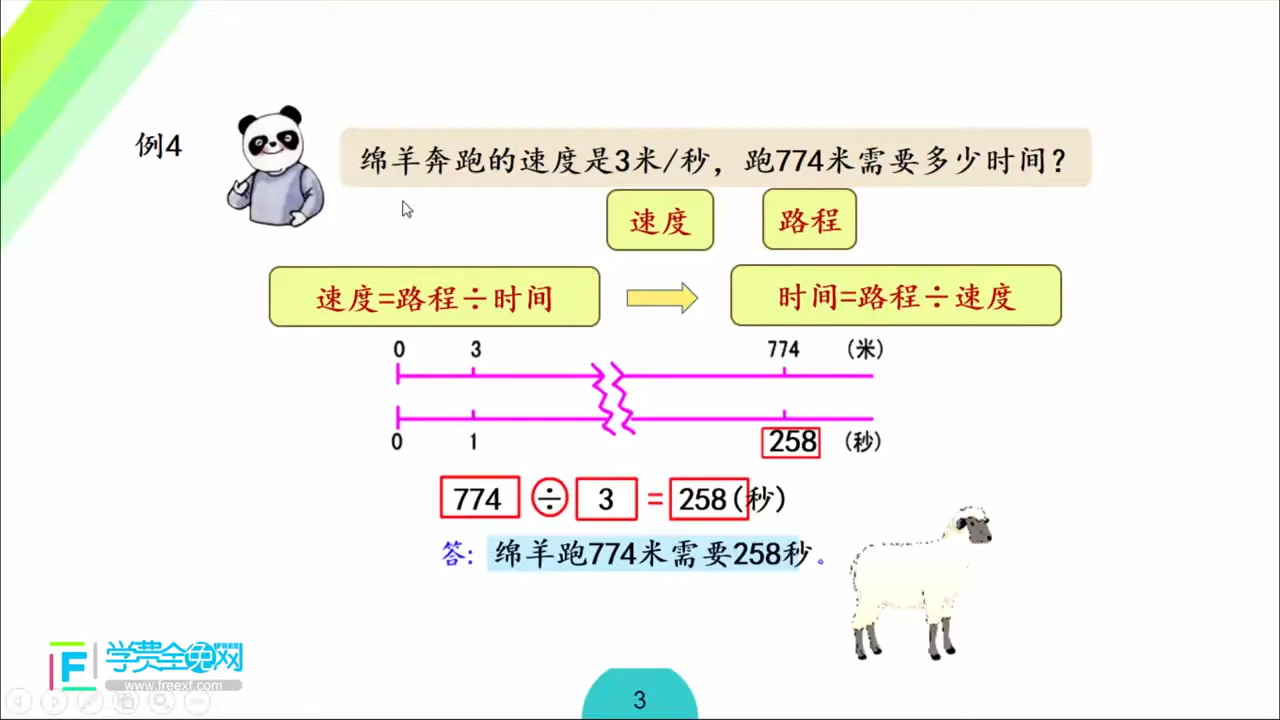 例4
绵羊奔跑的速度是3米/秒，跑774米需要多少时间？
速度 路程
速度=路程÷时间 时间=路程÷速度
0 3 774 (米)
0 1 258 (秒)
774 ÷ 3 = 258(秒)
答: 绵羊跑774米需要258秒。
F 学费全免网 FREE
www.freexf.com
3